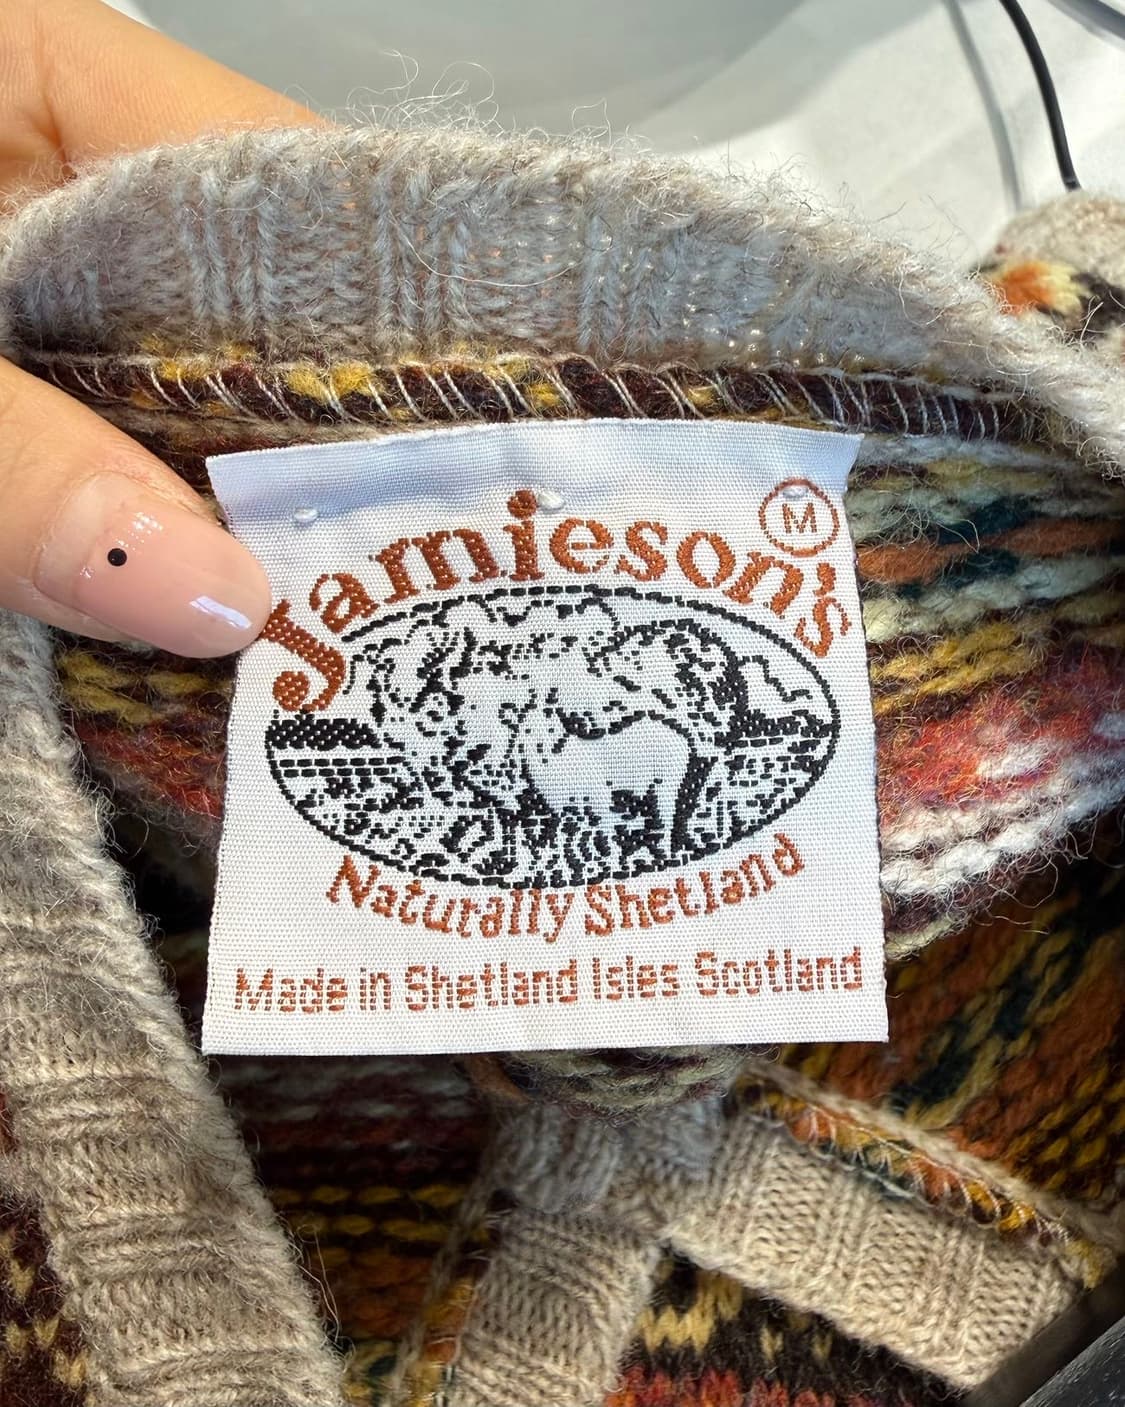 Jamieson's
M
Naturally Shetland
Made in Shetland Isles Scotland